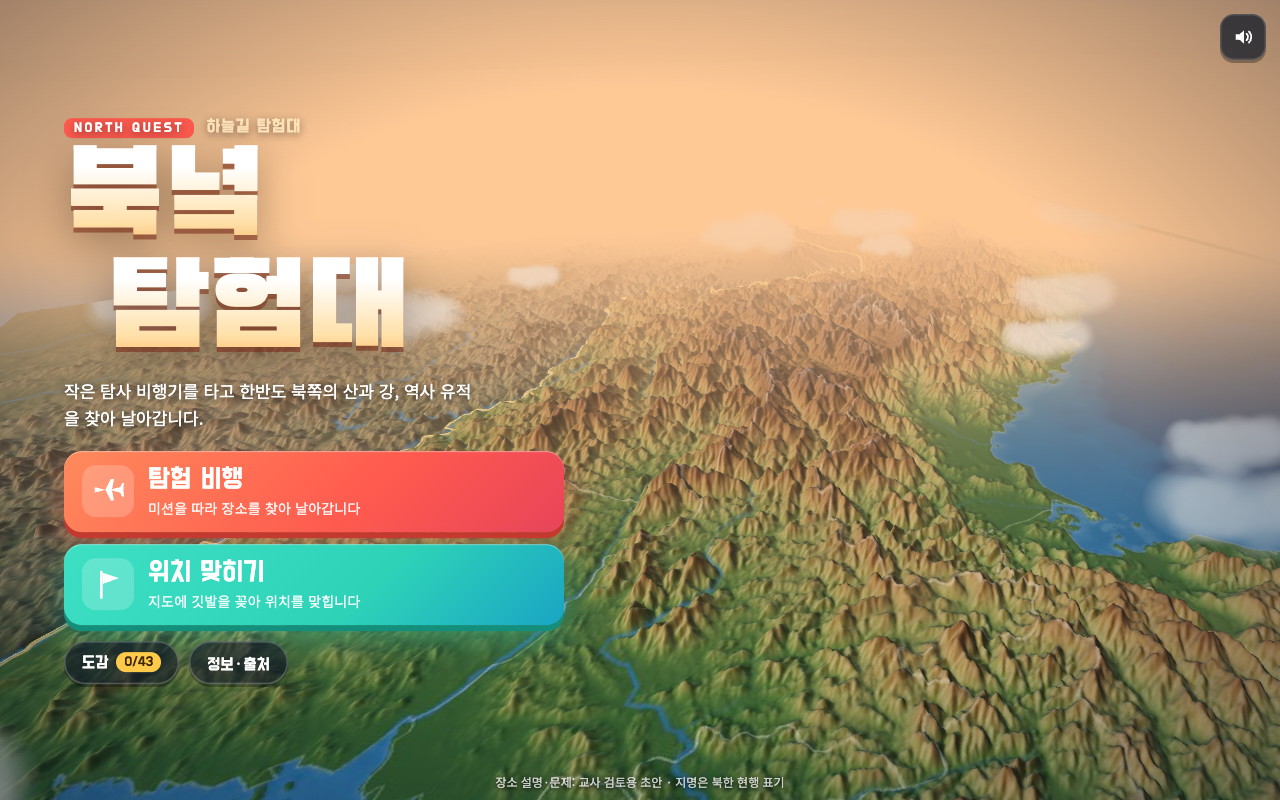 NORTH QUEST 하늘길 탐험대
북녘
탐험대
작은 탐사 비행기를 타고 한반도 북쪽의 산과 강, 역사 유적
을 찾아 날아갑니다.
탐험 비행
미션을 따라 장소를 찾아 날아갑니다
위치 맞히기
지도에 깃발을 꽂아 위치를 맞힙니다
도감 0/43 정보·출처
장소 설명·문제: 교사 검토용 초안 · 지명은 북한 현행 표기